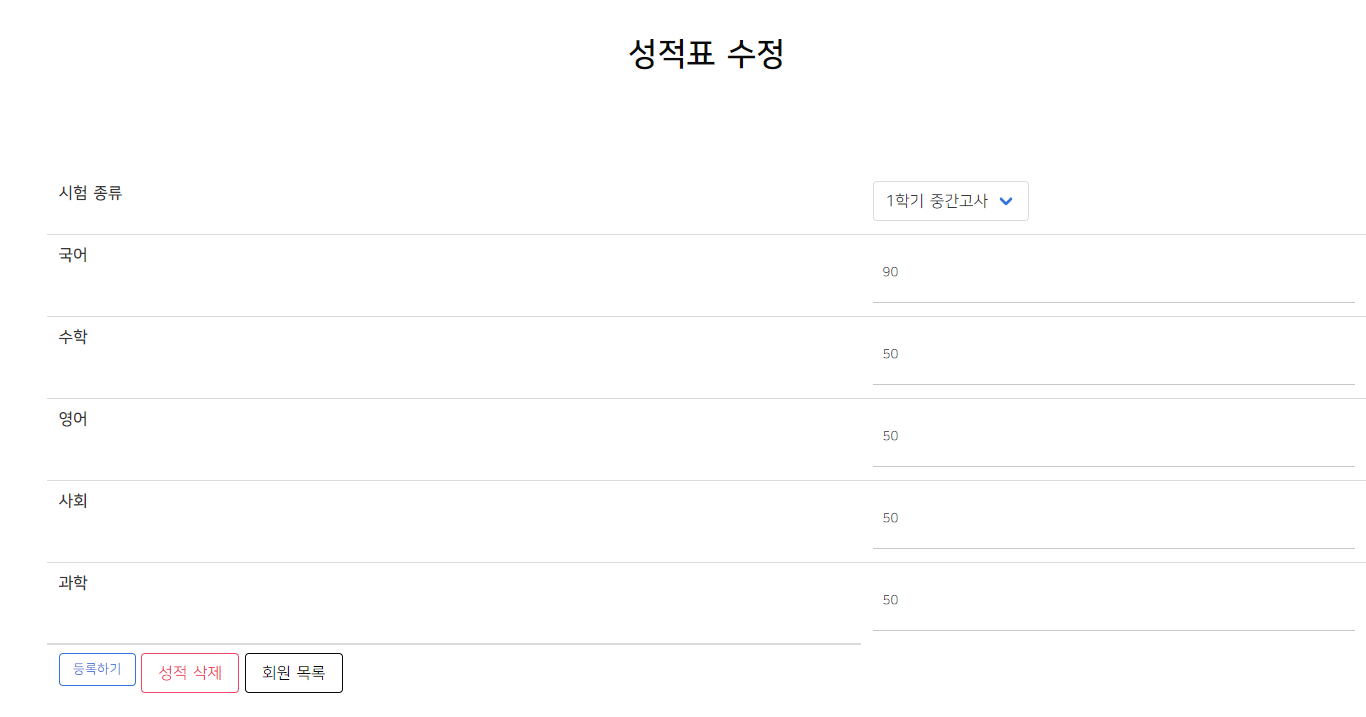 성적표 수정
시험 종류
1학기 중간고사
국어
90
수학
50
영어
50
사회
50
과학
50
등록하기 성적 삭제 회원 목록